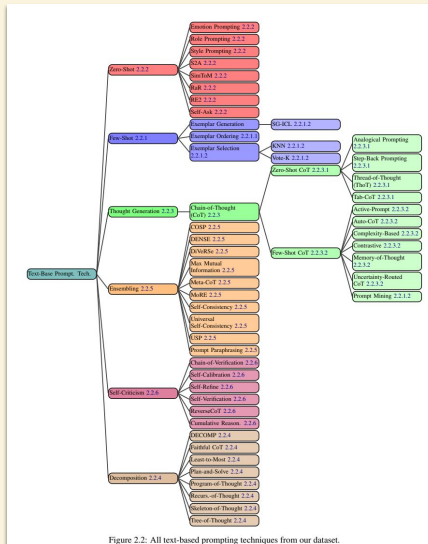 Text-Base Prompt. Tech.
Zero-Shot 2.2.2
Emotion Prompting 2.2.2
Role Prompting 2.2.2
Style Prompting 2.2.2
S2A 2.2.2
SimToM 2.2.2
RaR 2.2.2
RE2 2.2.2
Self-Ask 2.2.2
Few-Shot 2.2.1
Exemplar Generation
SG-ICL 2.2.1.2
Exemplar Ordering 2.2.1.1
Exemplar Selection
2.2.1.2
KNN 2.2.1.2
Vote-K 2.2.1.2
Thought Generation 2.2.3
Chain-of-Thought
(CoT) 2.2.3
Zero-Shot CoT 2.2.3.1
Analogical Prompting
2.2.3.1
Step-Back Prompting
2.2.3.1
Thread-of-Thought
(ThoT) 2.2.3.1
Tab-CoT 2.2.3.1
Few-Shot CoT 2.2.3.2
Active-Prompt 2.2.3.2
Auto-CoT 2.2.3.2
Complexity-Based 2.2.3.2
Contrastive 2.2.3.2
Memory-of-Thought
2.2.3.2
Uncertainty-Routed
CoT 2.2.3.2
Prompt Mining 2.2.1.2
Ensembling 2.2.5
COSP 2.2.5
DENSE 2.2.5
DiVeRSe 2.2.5
Max Mutual
Information 2.2.5
Meta-CoT 2.2.5
MoRE 2.2.5
Self-Consistency 2.2.5
Universal
Self-Consistency 2.2.5
USP 2.2.5
Prompt Paraphrasing 2.2.5
Self-Criticism 2.2.6
Chain-of-Verification 2.2.6
Self-Calibration 2.2.6
Self-Refine 2.2.6
Self-Verification 2.2.6
ReverseCoT 2.2.6
Cumulative Reason. 2.2.6
Decomposition 2.2.4
DECOMP 2.2.4
Faithful CoT 2.2.4
Least-to-Most 2.2.4
Plan-and-Solve 2.2.4
Program-of-Thought 2.2.4
Recurs.-of-Thought 2.2.4
Skeleton-of-Thought 2.2.4
Tree-of-Thought 2.2.4
Figure 2.2: All text-based prompting techniques from our dataset.